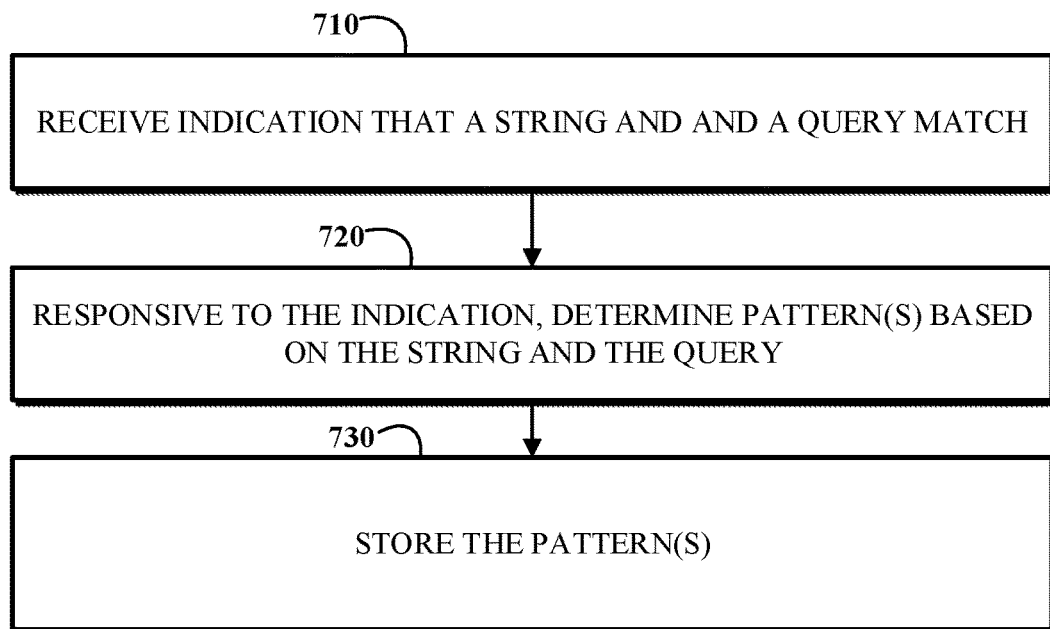 710
RECEIVE INDICATION THAT A STRING AND AND A QUERY MATCH
720
RESPONSIVE TO THE INDICATION, DETERMINE PATTERN(S) BASED
ON THE STRING AND THE QUERY
730
STORE THE PATTERN(S)